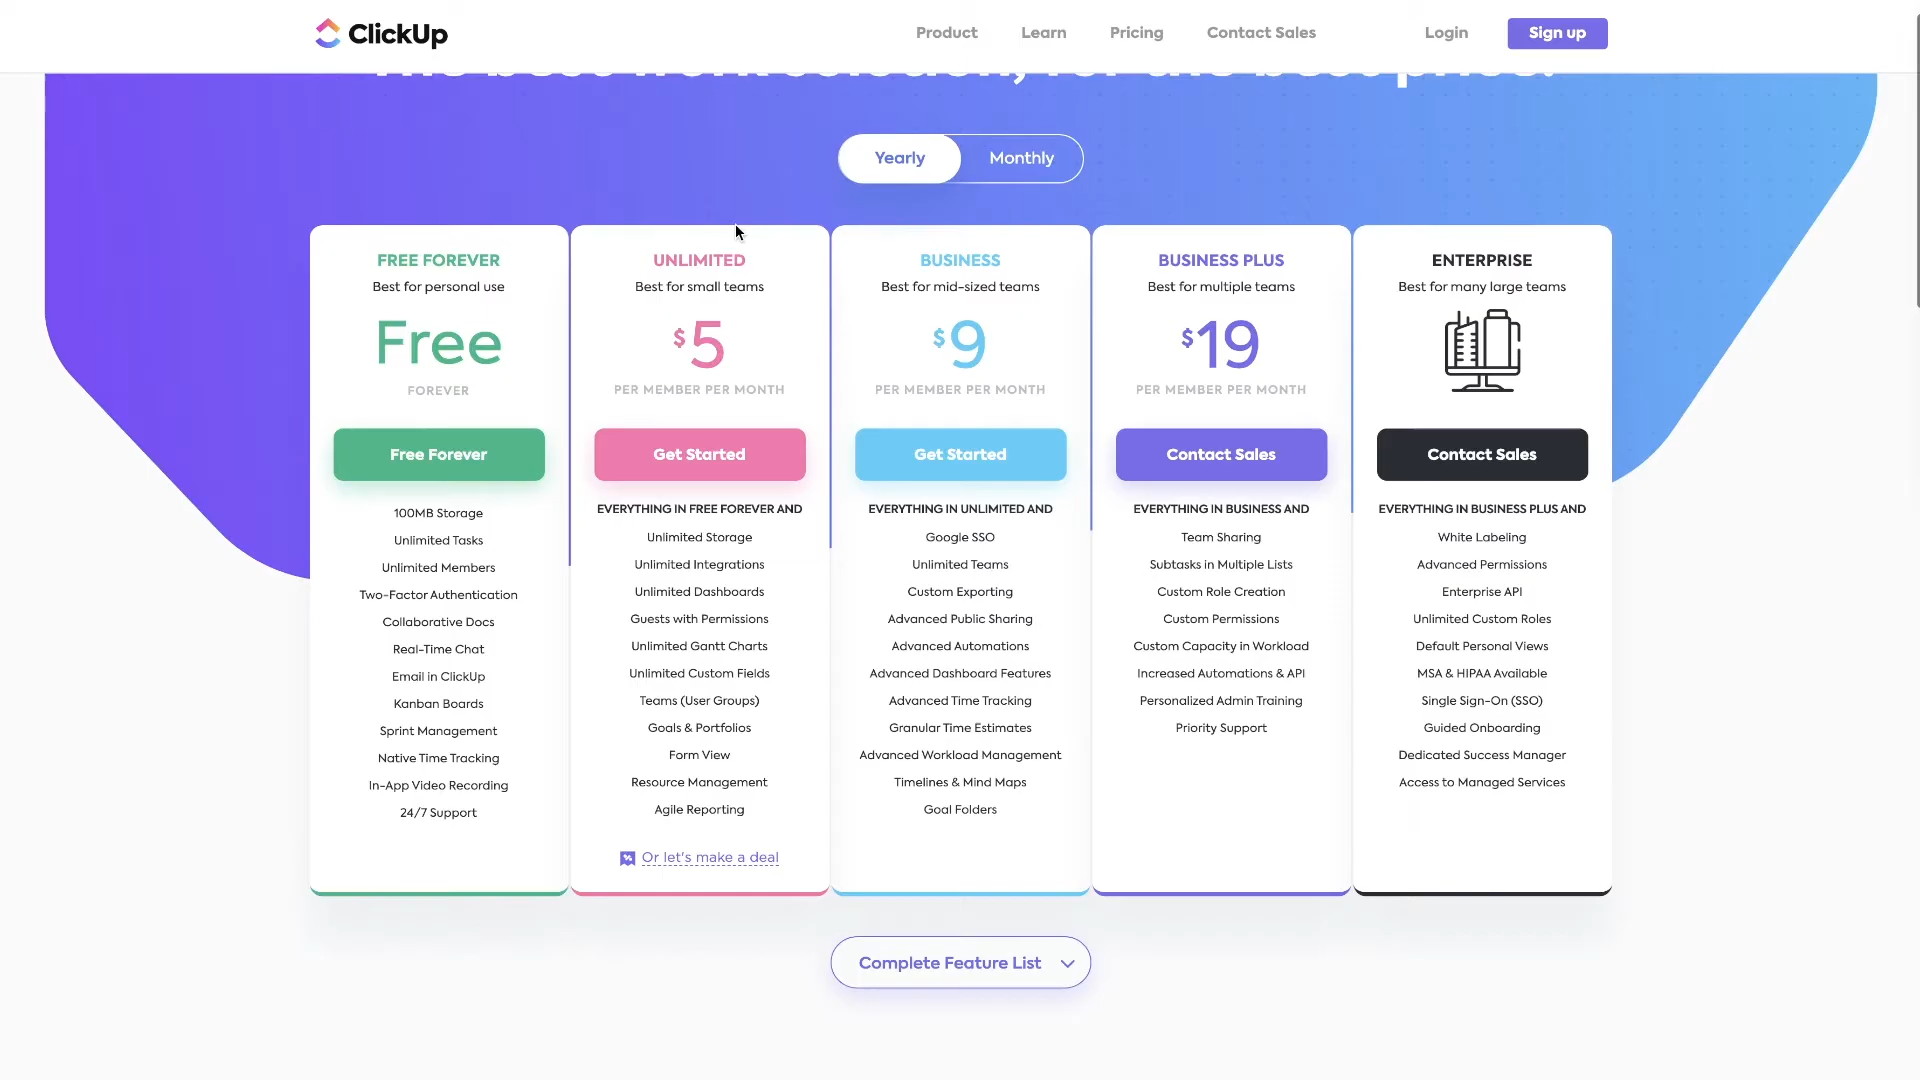 ClickUp
Product
Learn
Pricing
Contact Sales
Login
Sign up
The best work solution, for the best price.
Yearly
Monthly
FREE FOREVER
Best for personal use
Free
FOREVER
Free Forever
100MB Storage
Unlimited Tasks
Unlimited Members
Two-Factor Authentication
Collaborative Docs
Real-Time Chat
Email in ClickUp
Kanban Boards
Sprint Management
Native Time Tracking
In-App Video Recording
24/7 Support
UNLIMITED
Best for small teams
$5
PER MEMBER PER MONTH
Get Started
EVERYTHING IN FREE FOREVER AND
Unlimited Storage
Unlimited Integrations
Unlimited Dashboards
Guests with Permissions
Unlimited Gantt Charts
Unlimited Custom Fields
Teams (User Groups)
Goals & Portfolios
Form View
Resource Management
Agile Reporting
Or let's make a deal
BUSINESS
Best for mid-sized teams
$9
PER MEMBER PER MONTH
Get Started
EVERYTHING IN UNLIMITED AND
Google SSO
Unlimited Teams
Custom Exporting
Advanced Public Sharing
Advanced Automations
Advanced Dashboard Features
Advanced Time Tracking
Granular Time Estimates
Advanced Workload Management
Timelines & Mind Maps
Goal Folders
BUSINESS PLUS
Best for multiple teams
$19
PER MEMBER PER MONTH
Contact Sales
EVERYTHING IN BUSINESS AND
Team Sharing
Subtasks in Multiple Lists
Custom Role Creation
Custom Permissions
Custom Capacity in Workload
Increased Automations & API
Personalized Admin Training
Priority Support
ENTERPRISE
Best for many large teams
Contact Sales
EVERYTHING IN BUSINESS PLUS AND
White Labeling
Advanced Permissions
Enterprise API
Unlimited Custom Roles
Default Personal Views
MSA & HIPAA Available
Single Sign-On (SSO)
Guided Onboarding
Dedicated Success Manager
Access to Managed Services
Complete Feature List